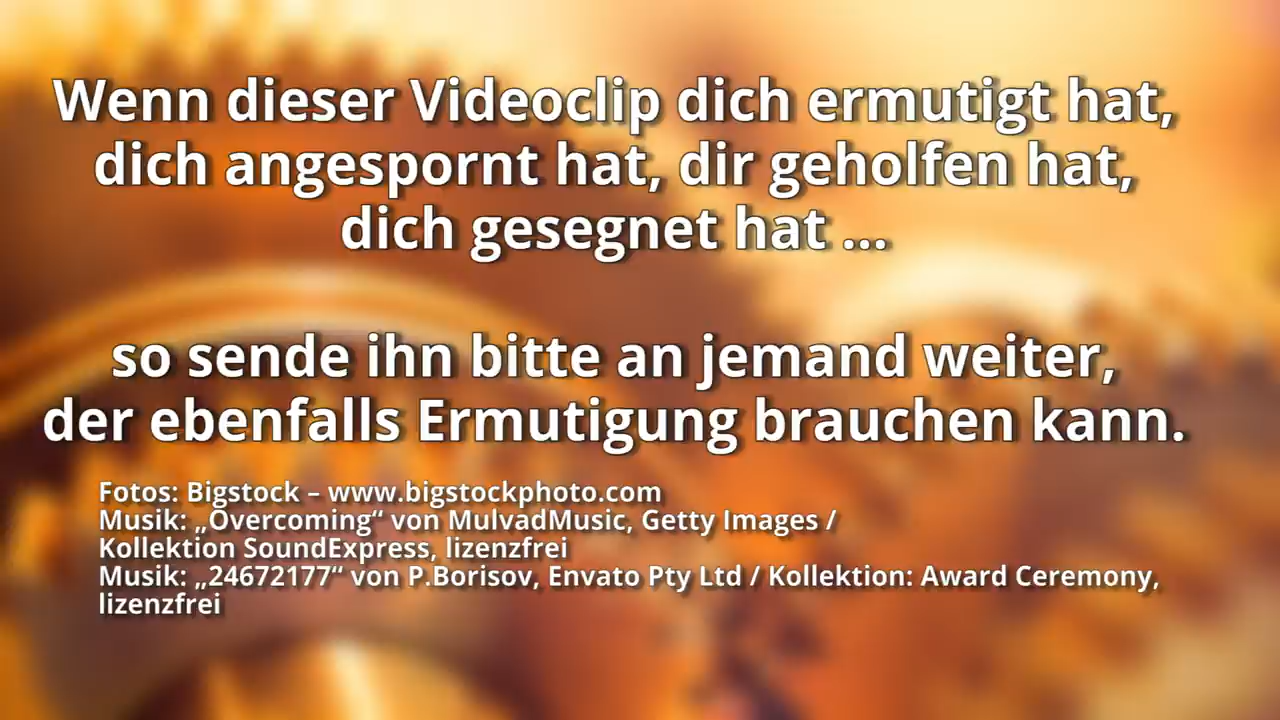 Wenn dieser Videoclip dich ermutigt hat,
dich angespornt hat, dir geholfen hat,
dich gesegnet hat ...
so sende ihn bitte an jemand weiter,
der ebenfalls Ermutigung brauchen kann.
Fotos: Bigstock – www.bigstockphoto.com
Musik: „Overcoming“ von MulvadMusic, Getty Images /
Kollektion SoundExpress, lizenzfrei
Musik: „24672177“ von P.Borisov, Envato Pty Ltd / Kollektion: Award Ceremony,
lizenzfrei